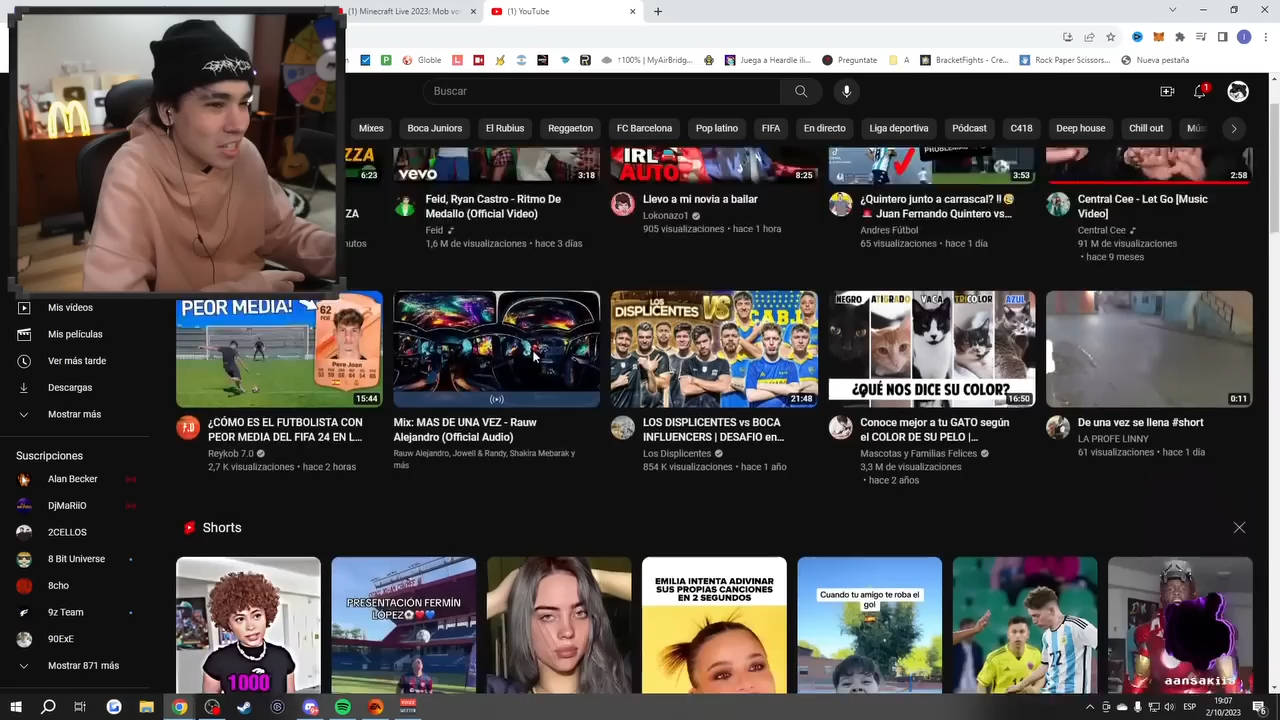 (1) Minecraft Live 2023: Mob vo
(1) YouTube
Globle
↑100% | MyAirBridg...
Juega a Heardle ili...
Preguntate
A
BracketFights - Cre...
Rock Paper Scissors...
Nueva pestaña
Buscar
1
Mixes
Boca Juniors
El Rubius
Reggaeton
FC Barcelona
Pop latino
FIFA
En directo
Liga deportiva
Pódcast
C418
Deep house
Chill out
Mús
ZZA
6:23
vevo
3:18
IRL
AUTO
8:25
3:53
2:58
ZA
nutos
Feid, Ryan Castro - Ritmo De
Medallo (Official Video)
Feid
1,6 M de visualizaciones • hace 3 días
Llevo a mi novia a bailar
Lokonazo1
905 visualizaciones • hace 1 hora
¿Quintero junto a carrascal? !!
Juan Fernando Quintero vs...
Andres Fútbol
65 visualizaciones • hace 1 día
Central Cee - Let Go [Music
Video]
Central Cee
91 M de visualizaciones
• hace 9 meses
Mis vídeos
Mis películas
Ver más tarde
Descargas
Mostrar más
Suscripciones
Alan Becker
DjMaRiiO
2CELLOS
8 Bit Universe
8cho
9z Team
90ExE
Mostrar 871 más
PEOR MEDIA!
62
Pere Joan
15:44
LOS
DISPLICENTES
VS
CABJ
21:48
NEGRO ATIGRADO VACA TRICOLOR AZUL
¿QUÉ NOS DICE SU COLOR?
16:50
0:11
¿CÓMO ES EL FUTBOLISTA CON
PEOR MEDIA DEL FIFA 24 EN L...
Reykob 7.0
2,7 K visualizaciones • hace 2 horas
Mix: MAS DE UNA VEZ - Rauw
Alejandro (Official Audio)
Rauw Alejandro, Jowell & Randy, Skrisha Mebarak y
más
LOS DISPLICENTES vs BOCA
INFLUENCERS | DESAFIO en...
Los Displicentes
854 K visualizaciones • hace 1 año
Conoce mejor a tu GATO según
el COLOR DE SU PELO |...
Mascotas y Familias Felices
3,3 M de visualizaciones
• hace 2 años
De una vez se llena #short
LA PROFE LINNY
61 visualizaciones • hace 1 día
Shorts
1000
PRESENTACIÓN FERMÍN
LÓPEZ
EMILIA INTENTA ADIVINAR
SUS PROPIAS CANCIONES
EN 2 SEGUNDOS
Cuando tu amigo te roba el
gol
aansakiis
ESP
19:07
2/10/2023
6